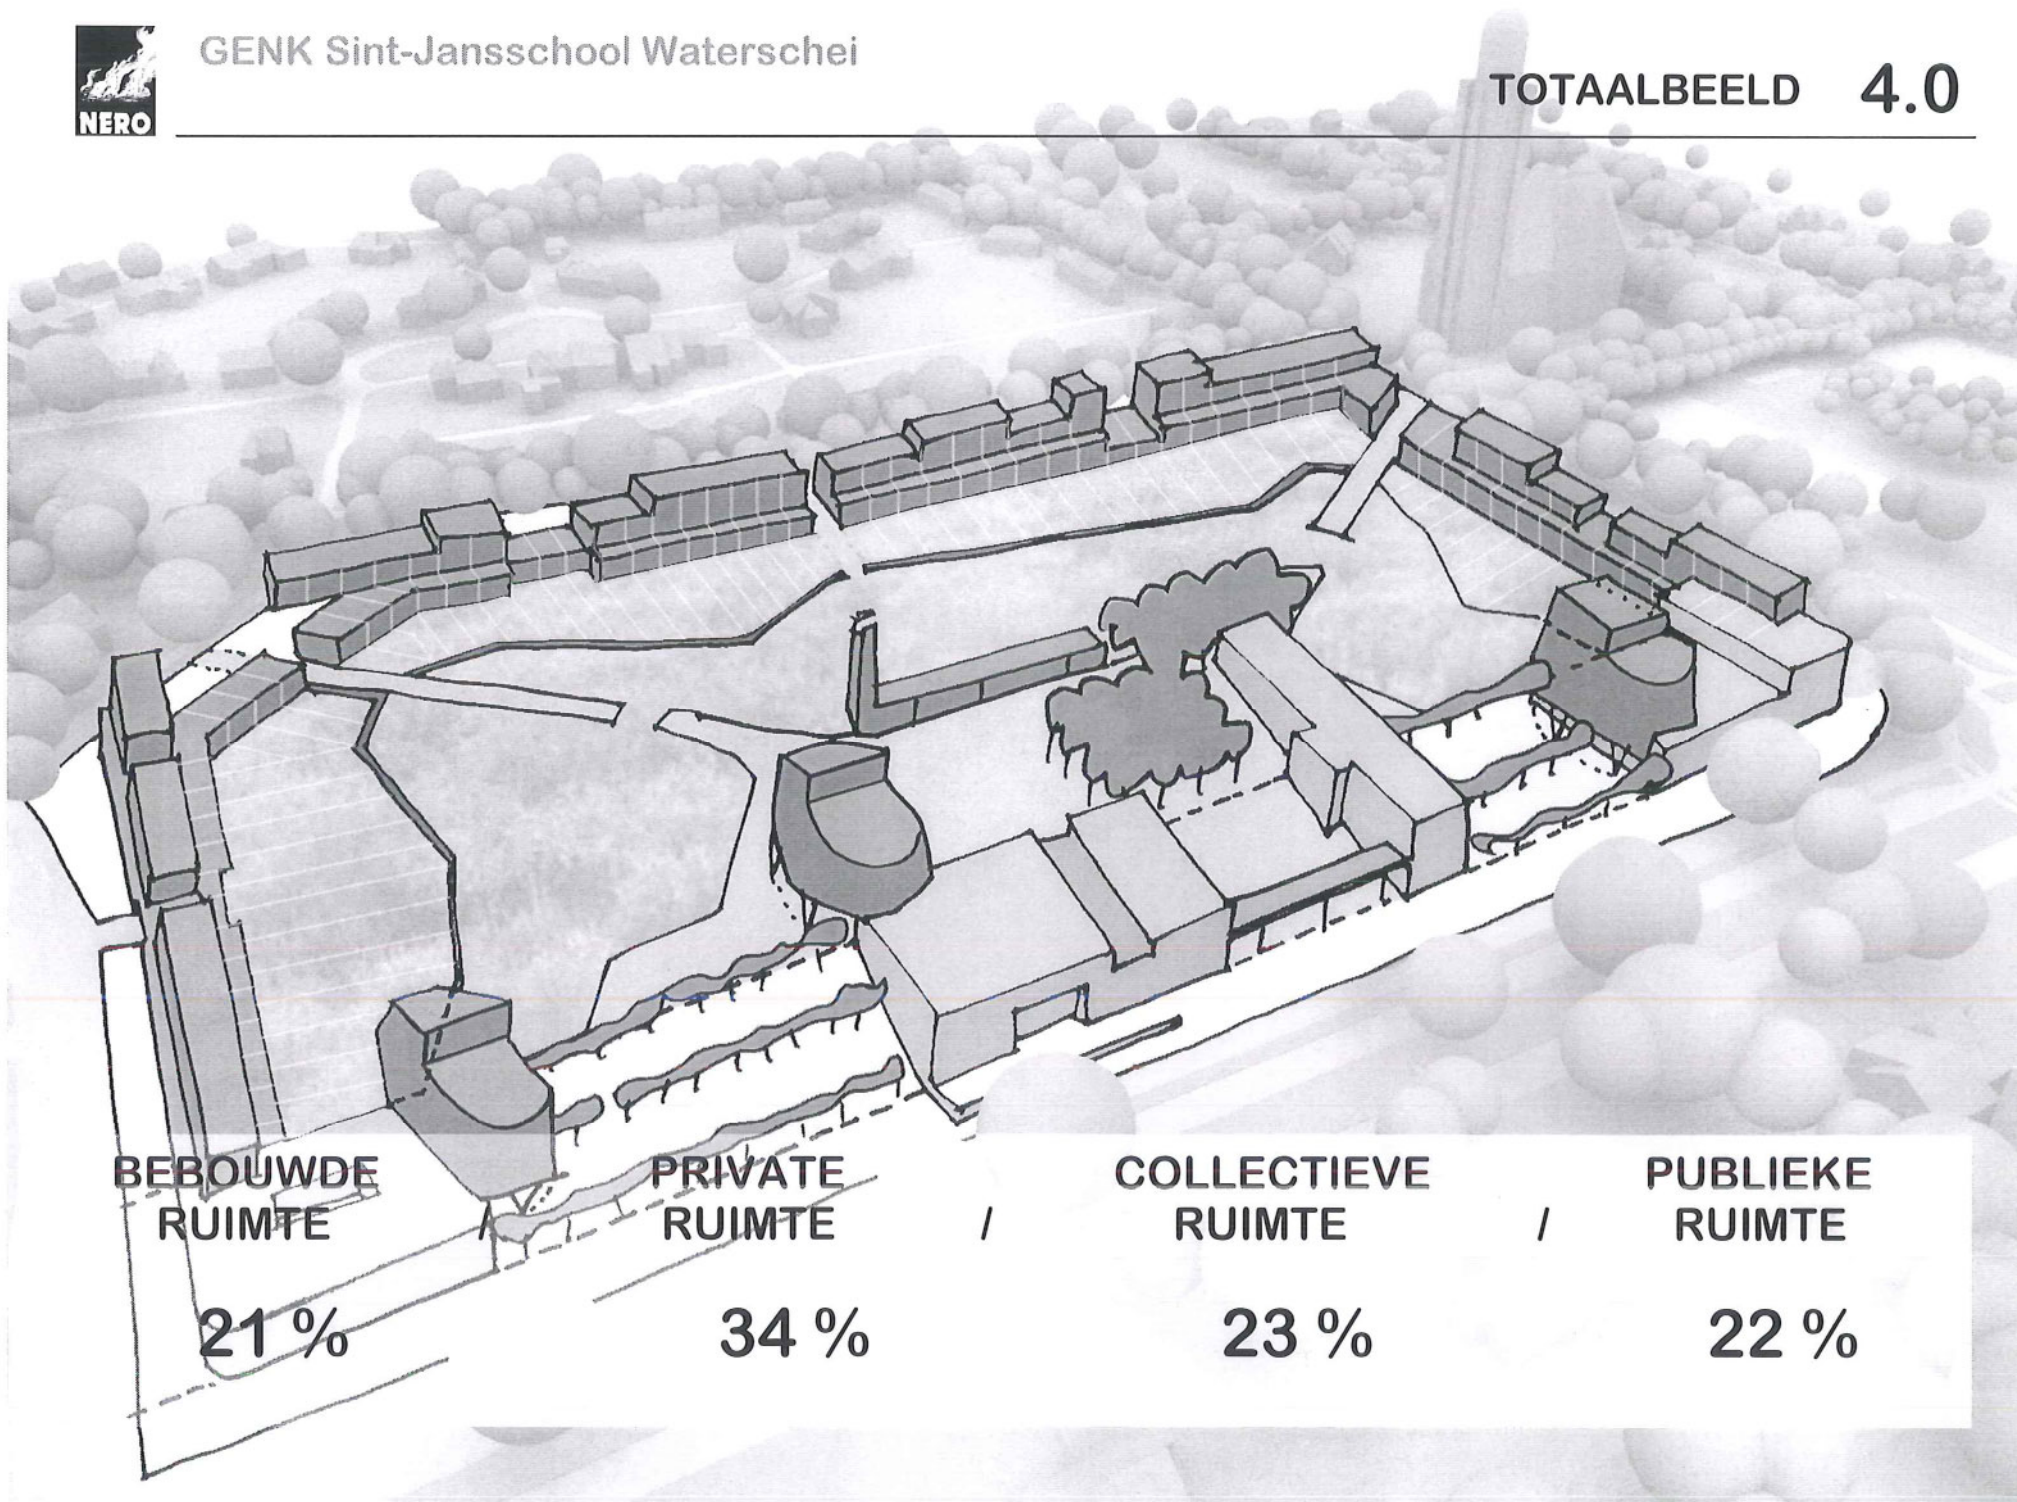 NERO
GENK Sint-Jansschool Waterschei
TOTAALBEELD 4.0
BEBOUWDE
RUIMTE
/
PRIVATE
RUIMTE
/
COLLECTIEVE
RUIMTE
/
PUBLIEKE
RUIMTE
21 %
34 %
23 %
22 %